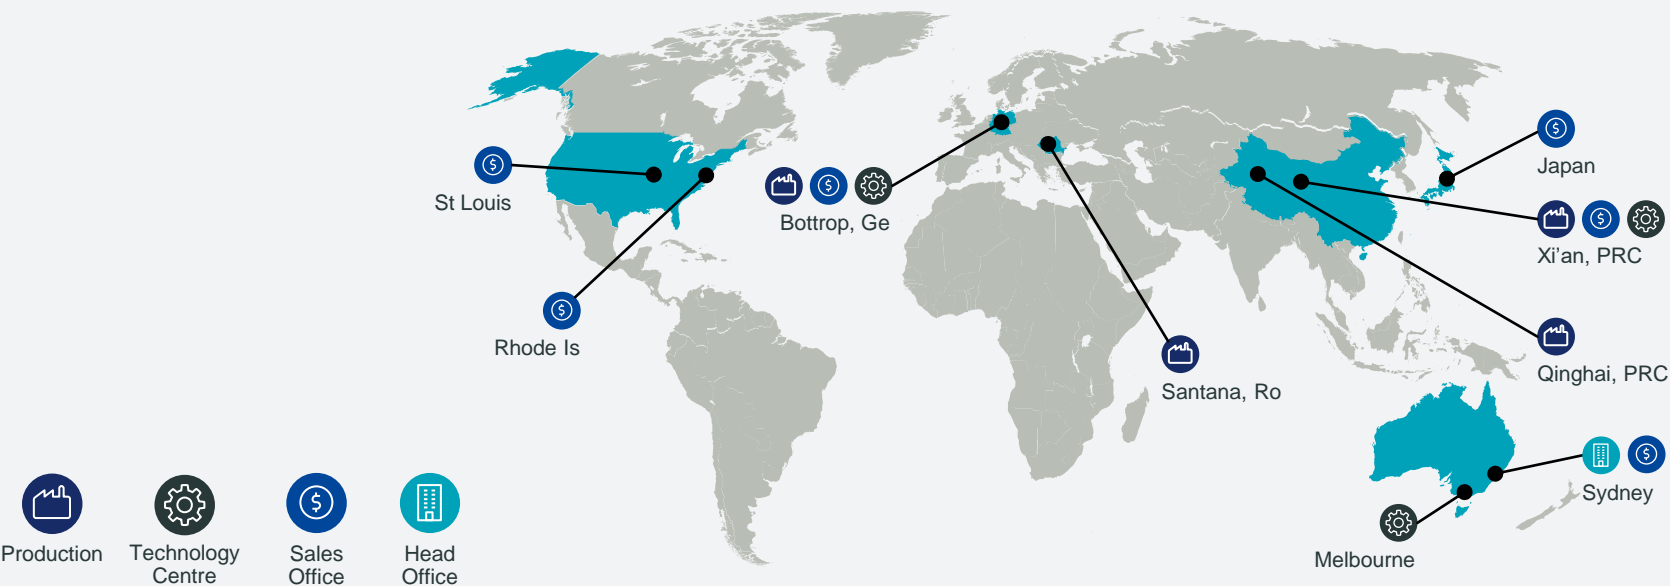 Japan
St Louis
Bottrop, Ge
Xi'an, PRC
Rhode Is
Qinghai, PRC
Santana, Ro
Sydney
Melbourne
Production
Technology
Centre
Sales
Office
Head
Office